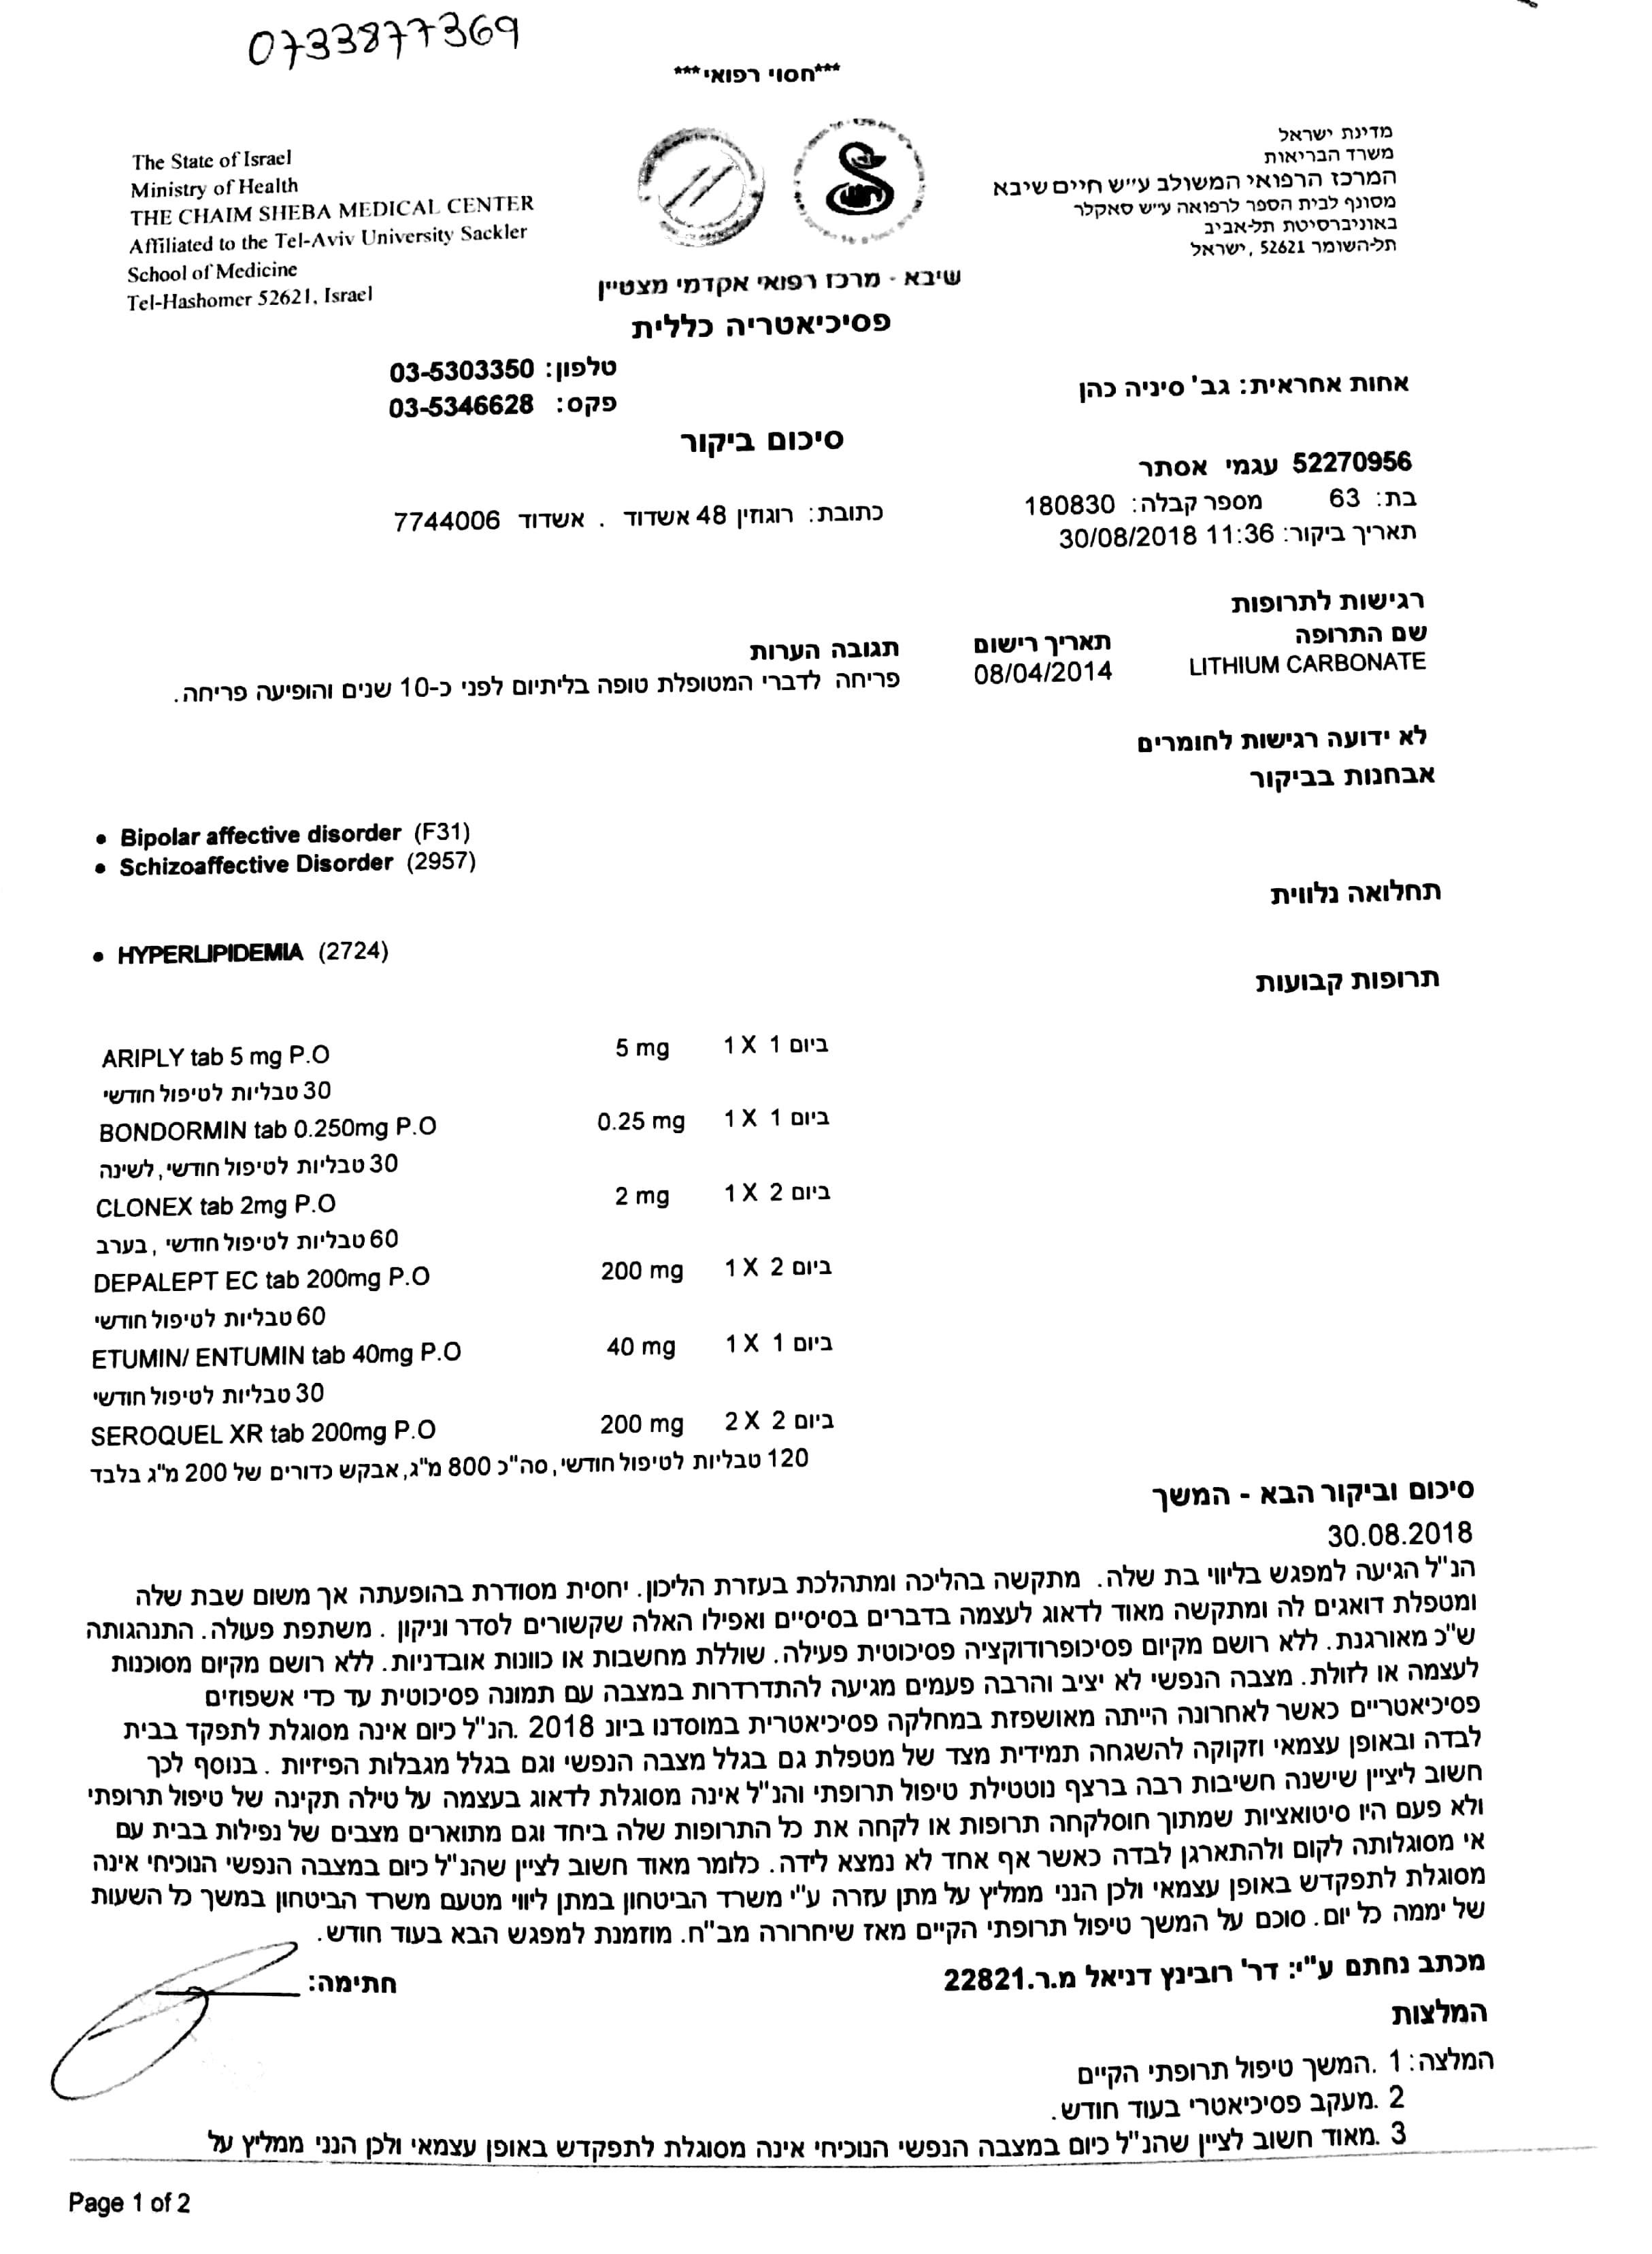 0733877369
***חסוי רפואי***
The State of Israel
Ministry of Health
THE CHAIM SHEBA MEDICAL CENTER
Affiliated to the Tel-Aviv University Sackler
School of Medicine
Tel-Hashomer 52621, Israel
מדינת ישראל
משרד הבריאות
המרכז הרפואי המשולב ע״ש חיים שיבא
מסונף לבית הספר לרפואה ע״ש סאקלר
באוניברסיטת תל-אביב
תל-השומר 52621, ישראל
שיבא - מרכז רפואי אקדמי מצטיין
פסיכיאטריה כללית
טלפון: 03-5303350
פקס: 03-5346628
אחות אחראית: גב' סיניה כהן
סיכום ביקור
52270956 עגמי אסתר
בת: 63 מספר קבלה: 180830 כתובת: רוגוזין 48 אשדוד . אשדוד 7744006
תאריך ביקור: 30/08/2018 11:36
רגישות לתרופות
שם התרופה תאריך רישום תגובה הערות
LITHIUM CARBONATE 08/04/2014 פריחה לדברי המטופלת טופה בליתיום לפני כ-10 שנים והופיעה פריחה.
לא ידועה רגישות לחומרים
אבחנות בביקור
• Bipolar affective disorder (F31)
• Schizoaffective Disorder (2957)
תחלואה נלווית
• HYPERLIPIDEMIA (2724)
תרופות קבועות
ARIPLY tab 5 mg P.O 5 mg 1 X 1 ביום
30 טבליות לטיפול חודשי
BONDORMIN tab 0.250mg P.O 0.25 mg 1 X 1 ביום
30 טבליות לטיפול חודשי, לשינה
CLONEX tab 2mg P.O 2 mg 1 X 2 ביום
60 טבליות לטיפול חודשי , בערב
DEPALEPT EC tab 200mg P.O 200 mg 1 X 2 ביום
60 טבליות לטיפול חודשי
ETUMIN/ ENTUMIN tab 40mg P.O 40 mg 1 X 1 ביום
30 טבליות לטיפול חודשי
SEROQUEL XR tab 200mg P.O 200 mg 2 X 2 ביום
120 טבליות לטיפול חודשי, סה"כ 800 מ"ג, אבקש כדורים של 200 מ"ג בלבד
סיכום וביקור הבא - המשך
30.08.2018
הנ"ל הגיעה למפגש בליווי בת שלה. מתקשה בהליכה ומתהלכת בעזרת הליכון. יחסית מסודרת בהופעתה אך משום שבת שלה
ומטפלת דואגים לה ומתקשה מאוד לדאוג לעצמה בדברים בסיסיים ואפילו האלה שקשורים לסדר וניקון . משתפת פעולה. התנהגותה
ש"כ מאורגנת. ללא רושם מקיום פסיכופרודוקציה פסיכוטית פעילה. שוללת מחשבות או כוונות אובדניות. ללא רושם מקיום מסוכנות
לעצמה או לזולת. מצבה הנפשי לא יציב והרבה פעמים מגיעה להתדרדרות במצבה עם תמונה פסיכוטית עד כדי אשפוזים
פסיכיאטריים כאשר לאחרונה הייתה מאושפזת במחלקה פסיכיאטרית במוסדנו ביונ 2018 .הנ"ל כיום אינה מסוגלת לתפקד בבית
לבדה ובאופן עצמאי וזקוקה להשגחה תמידית מצד של מטפלת גם בגלל מצבה הנפשי וגם בגלל מגבלות הפיזיות . בנוסף לכך
חשוב ליציין שישנה חשיבות רבה ברצף נוטטילת טיפול תרופתי והנ"ל אינה מסוגלת לדאוג בעצמה על טילה תקינה של טיפול תרופתי
ולא פעם היו סיטואציות שמתוך חוסלקחה תרופות או לקחה את כל התרופות שלה ביחד וגם מתוארים מצבים של נפילות בבית עם
אי מסוגלותה לקום ולהתארגן לבדה כאשר אף אחד לא נמצא לידה. כלומר מאוד חשוב לציין שהנ"ל כיום במצבה הנפשי הנוכיחי אינה
מסוגלת לתפקדש באופן עצמאי ולכן הנני ממליץ על מתן עזרה ע"י משרד הביטחון במתן ליווי מטעם משרד הביטחון במשך כל השעות
של יממה כל יום. סוכם על המשך טיפול תרופתי הקיים מאז שיחרורה מב"ח. מוזמנת למפגש הבא בעוד חודש.
מכתב נחתם ע"י: דר' רובינץ דניאל מ.ר.22821 חתימה:
המלצות
המלצה: 1 .המשך טיפול תרופתי הקיים
2 .מעקב פסיכיאטרי בעוד חודש.
3 .מאוד חשוב לציין שהנ"ל כיום במצבה הנפשי הנוכיחי אינה מסוגלת לתפקדש באופן עצמאי ולכן הנני ממליץ על
Page 1 of 2